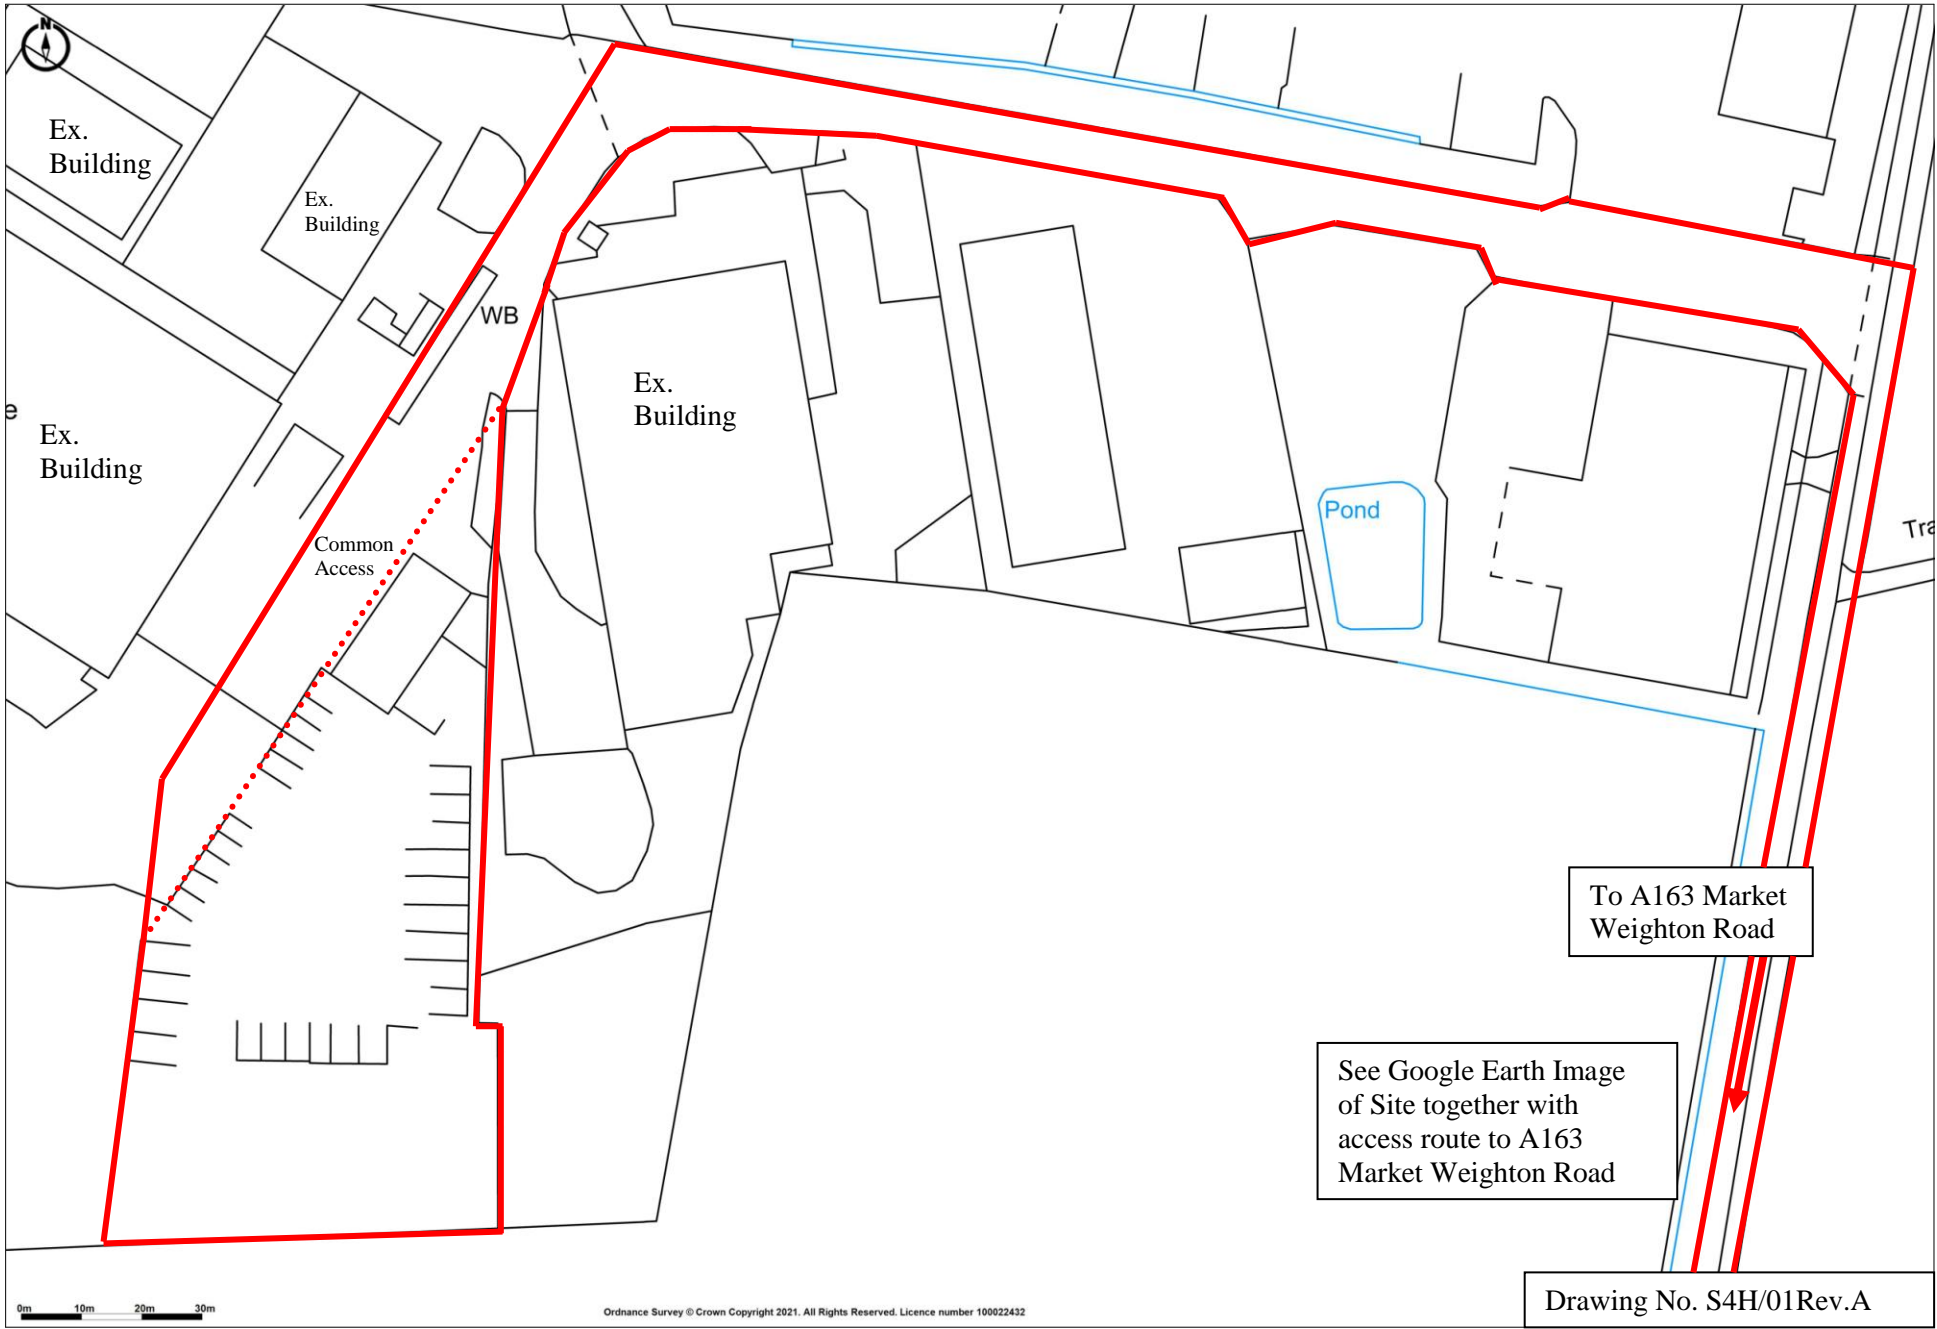 N
Ex.
Building
Ex.
Building
WB
Ex.
Building
e
Ex.
Building
Pond
Tra
Common
Access
To A163 Market
Weighton Road
See Google Earth Image
of Site together with
access route to A163
Market Weighton Road
Drawing No. S4H/01Rev.A
0m 10m 20m 30m
Ordnance Survey © Crown Copyright 2021. All Rights Reserved. Licence number 100022432